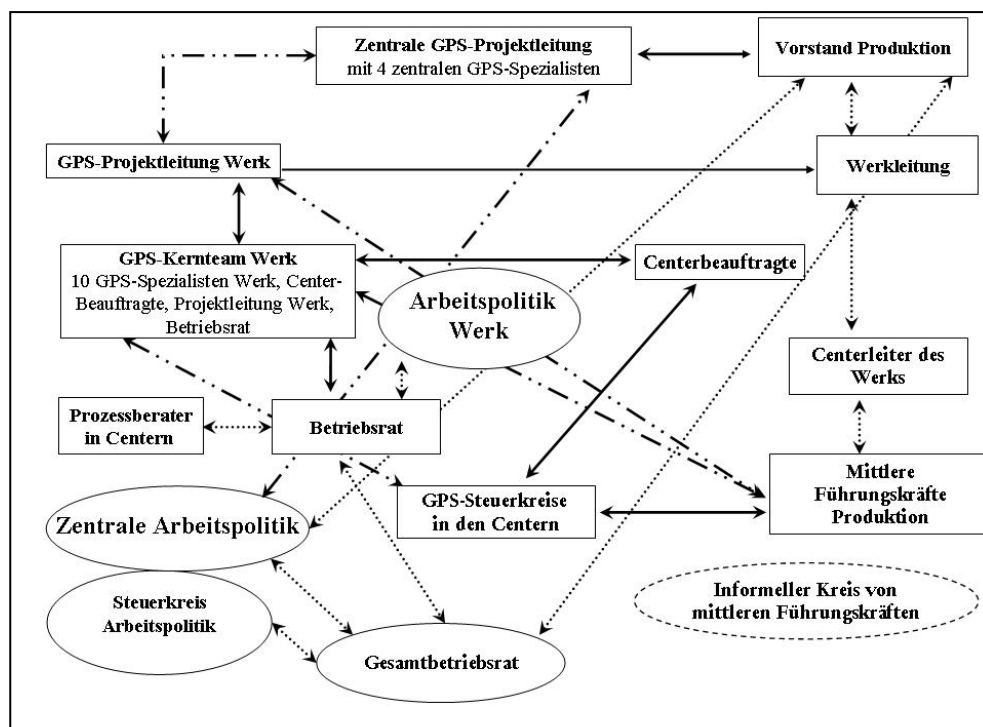 Zentrale GPS-Projektleitung
mit 4 zentralen GPS-Spezialisten
Vorstand Produktion
GPS-Projektleitung Werk
Werkleitung
GPS-Kernteam Werk
10 GPS-Spezialisten Werk, Center-
Beauftragte, Projektleitung Werk,
Betriebsrat
Centerbeauftragte
Arbeitspolitik
Werk
Centerleiter des
Werks
Prozessberater
in Centern
Betriebsrat
Mittlere
Führungskräfte
Produktion
GPS-Steuerkreise
in den Centern
Zentrale Arbeitspolitik
Steuerkreis
Arbeitspolitik
Informeller Kreis von
mittleren Führungskräften
Gesamtbetriebsrat